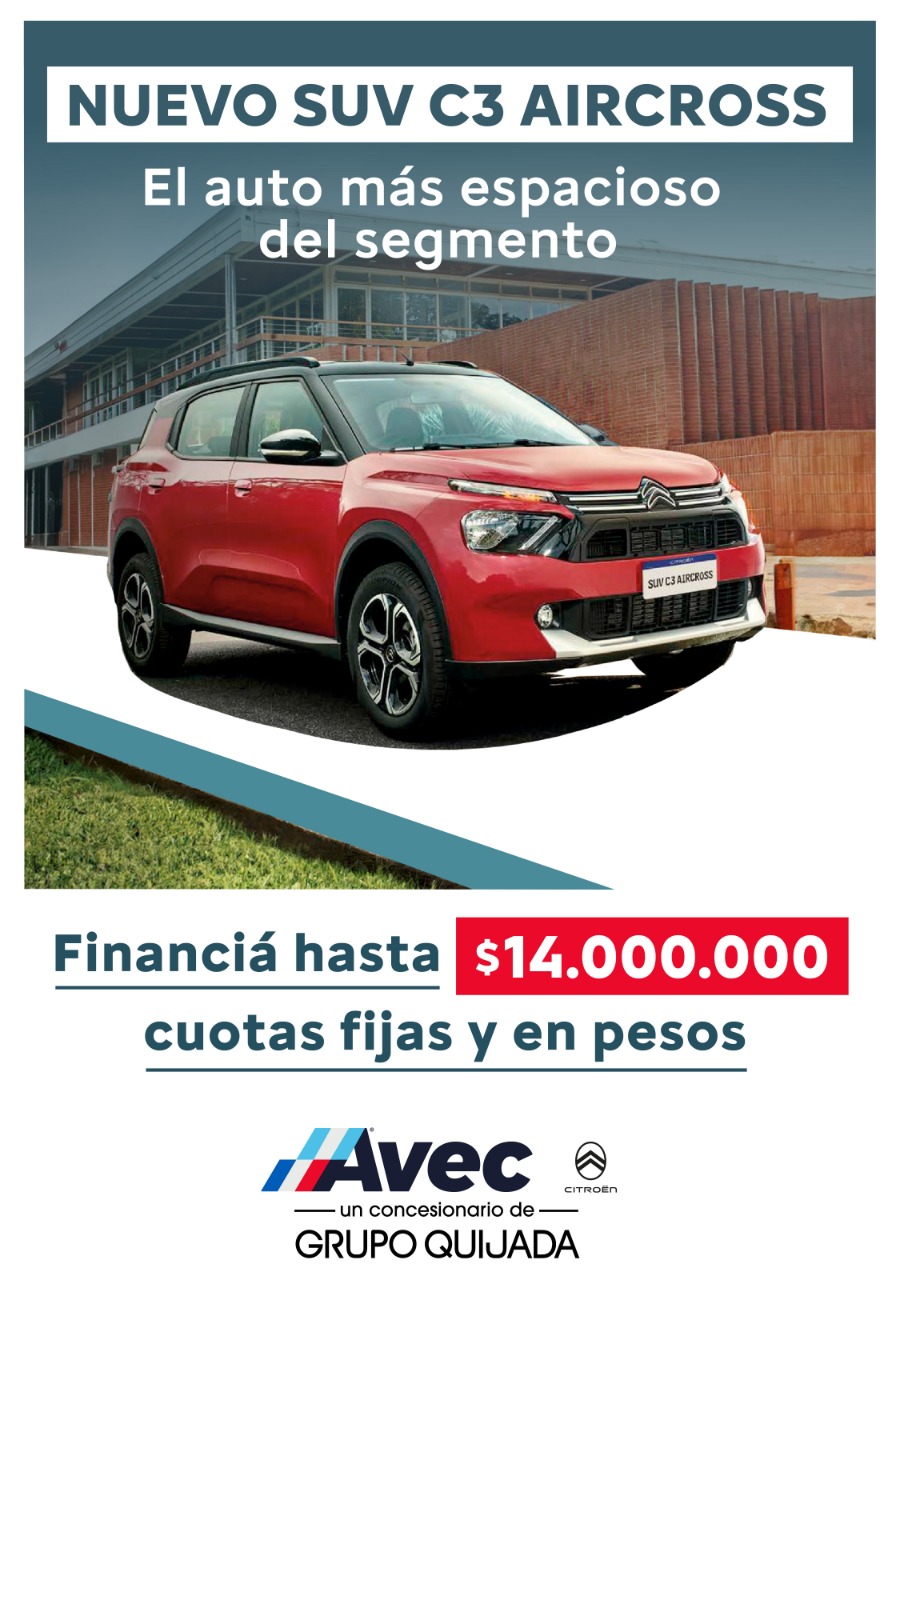 NUEVO SUV C3 AIRCROSS
El auto más espacioso
del segmento
CITROËN
SUV C3 AIRCROSS
Financiá hasta $14.000.000
cuotas fijas y en pesos
Avec
CITROËN
un concesionario de
GRUPO QUIJADA